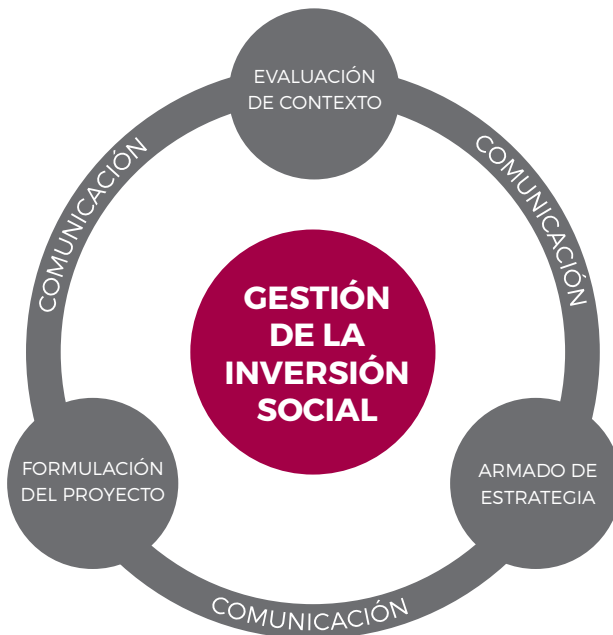 EVALUACIÓN
DE CONTEXTO
COMUNICACIÓN
COMUNICACIÓN
GESTIÓN
DE LA
INVERSIÓN
SOCIAL
FORMULACIÓN
DEL PROYECTO
ARMADO DE
ESTRATEGIA
COMUNICACIÓN